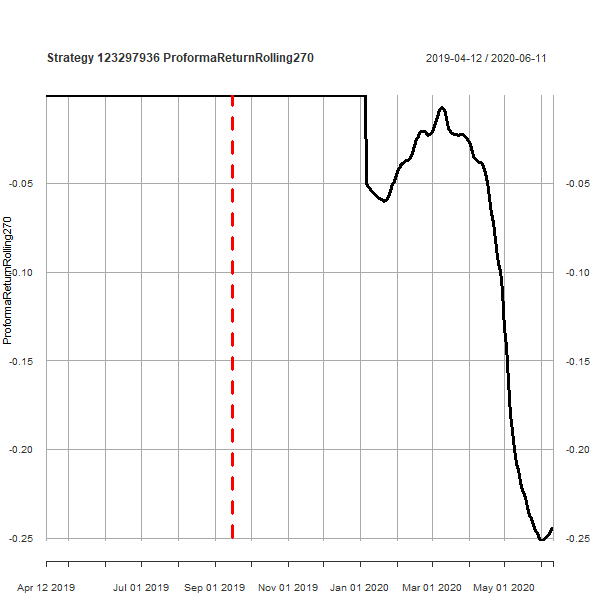 Strategy 123297936 ProformaReturnRolling270
2019-04-12 / 2020-06-11
ProformaReturnRolling270
-0.05
-0.10
-0.15
-0.20
-0.25
-0.05
-0.10
-0.15
-0.20
-0.25
Apr 12 2019
Jul 01 2019
Sep 01 2019
Nov 01 2019
Jan 01 2020
Mar 01 2020
May 01 2020